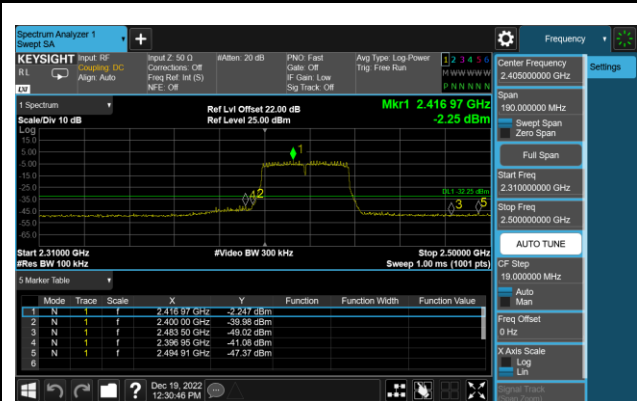 Spectrum Analyzer 1
Swept SA
Frequency
KEYSIGHT
RL
LXI
Input: RF
Coupling: DC
Align: Auto
Input Z: 50 Ω
Corrections: Off
Freq Ref: Int (S)
NFE: Off
#Atten: 20 dB
PNO: Fast
Gate: Off
IF Gain: Low
Sig Track: Off
Avg Type: Log-Power
Trig: Free Run
1 2 3 4 5 6
M W W W W W
P N N N N N
Center Frequency
2.405000000 GHz
Settings
Span
190.000000 MHz
Swept Span
Zero Span
Full Span
Start Freq
2.310000000 GHz
Stop Freq
2.500000000 GHz
AUTO TUNE
CF Step
19.000000 MHz
Auto
Man
Freq Offset
0 Hz
X Axis Scale
Log
Lin
Signal Track
(Span Zoom)
1 Spectrum
Scale/Div 10 dB
Ref Lvl Offset 22.00 dB
Ref Level 25.00 dBm
Mkr1 2.416 97 GHz
-2.25 dBm
Log
15.0
5.00
-5.00
-15.0
-25.0
-35.0
-45.0
-55.0
-65.0
1
4 2
3
5
DL1 -32.25 dBm
Start 2.31000 GHz
#Res BW 100 kHz
#Video BW 300 kHz
Stop 2.50000 GHz
Sweep 1.00 ms (1001 pts)
5 Marker Table
Mode Trace Scale X Y Function Function Width Function Value
1 N 1 f 2.416 97 GHz -2.247 dBm
2 N 1 f 2.400 00 GHz -39.98 dBm
3 N 1 f 2.483 50 GHz -49.02 dBm
4 N 1 f 2.396 95 GHz -41.08 dBm
5 N 1 f 2.494 91 GHz -47.37 dBm
6
?
Dec 19, 2022
12:30:46 PM